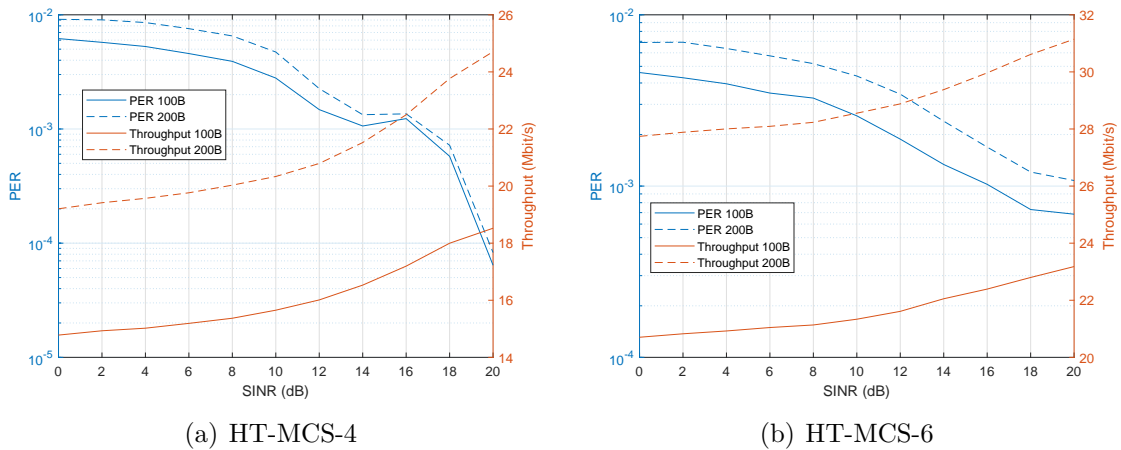 10^-2
10^-3
10^-4
10^-5
PER
26
24
22
20
18
16
14
Throughput (Mbit/s)
PER 100B
PER 200B
Throughput 100B
Throughput 200B
0 2 4 6 8 10 12 14 16 18 20
SINR (dB)
(a) HT-MCS-4
10^-2
10^-3
10^-4
PER
32
30
28
26
24
22
20
Throughput (Mbit/s)
PER 100B
PER 200B
Throughput 100B
Throughput 200B
0 2 4 6 8 10 12 14 16 18 20
SINR (dB)
(b) HT-MCS-6